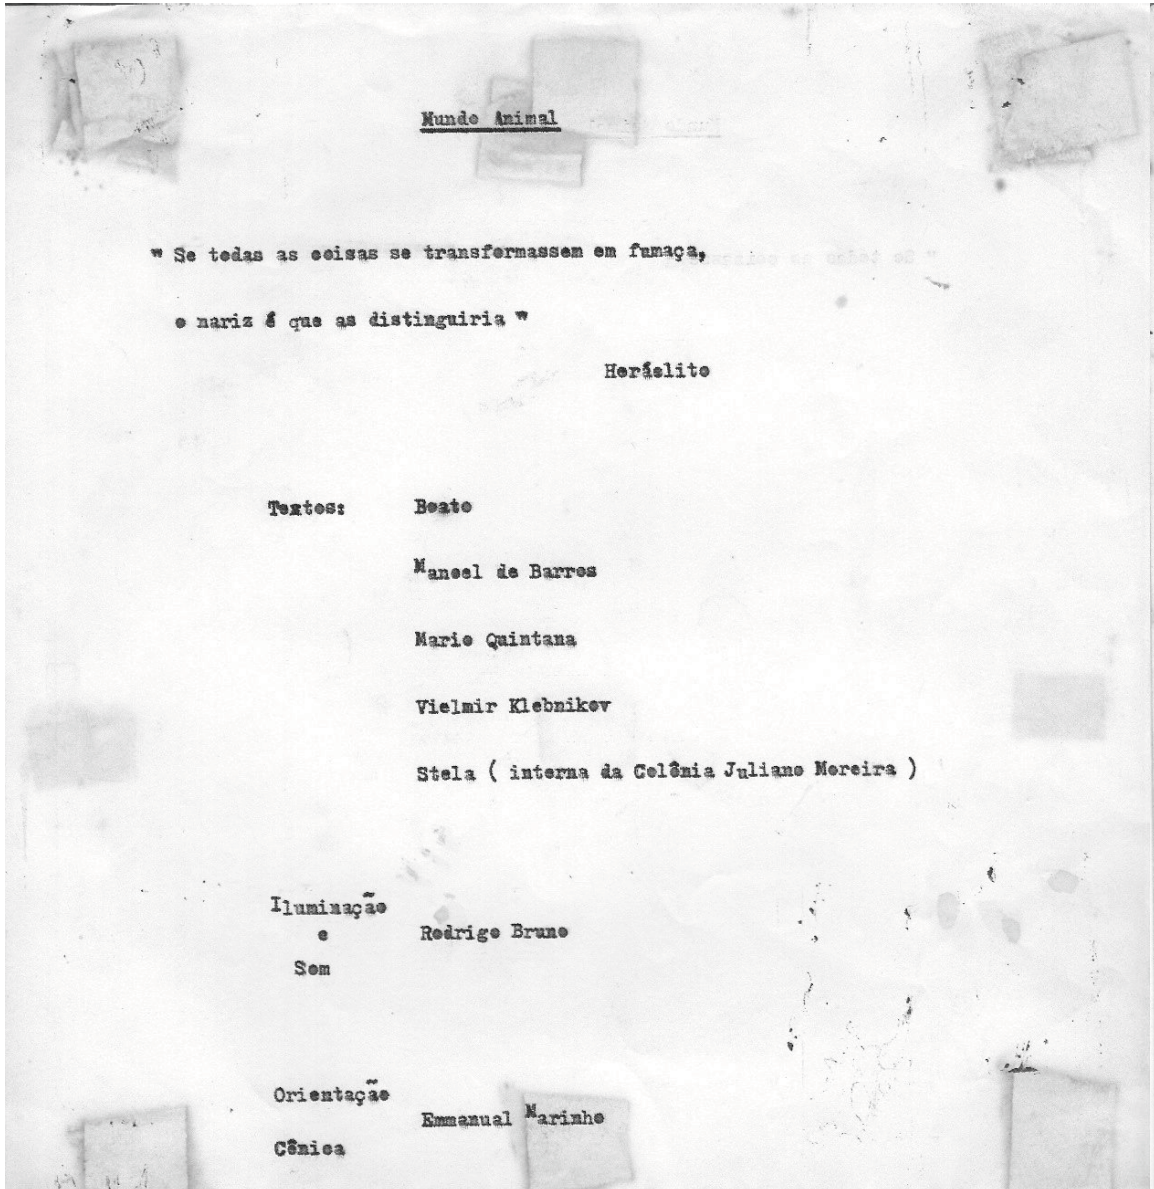 Mundo Animal
" Se todas as coisas se transformassem em fumaça,
o nariz é que as distinguiria "
Heráclito
Textos: Beato
Manoel de Barros
Mario Quintana
Vielmir Klebnikov
Stela ( interna da Colônia Juliano Moreira )
Iluminação
e Rodrigo Bruno
Som
Orientação
Emmanual Marinho
Cênica